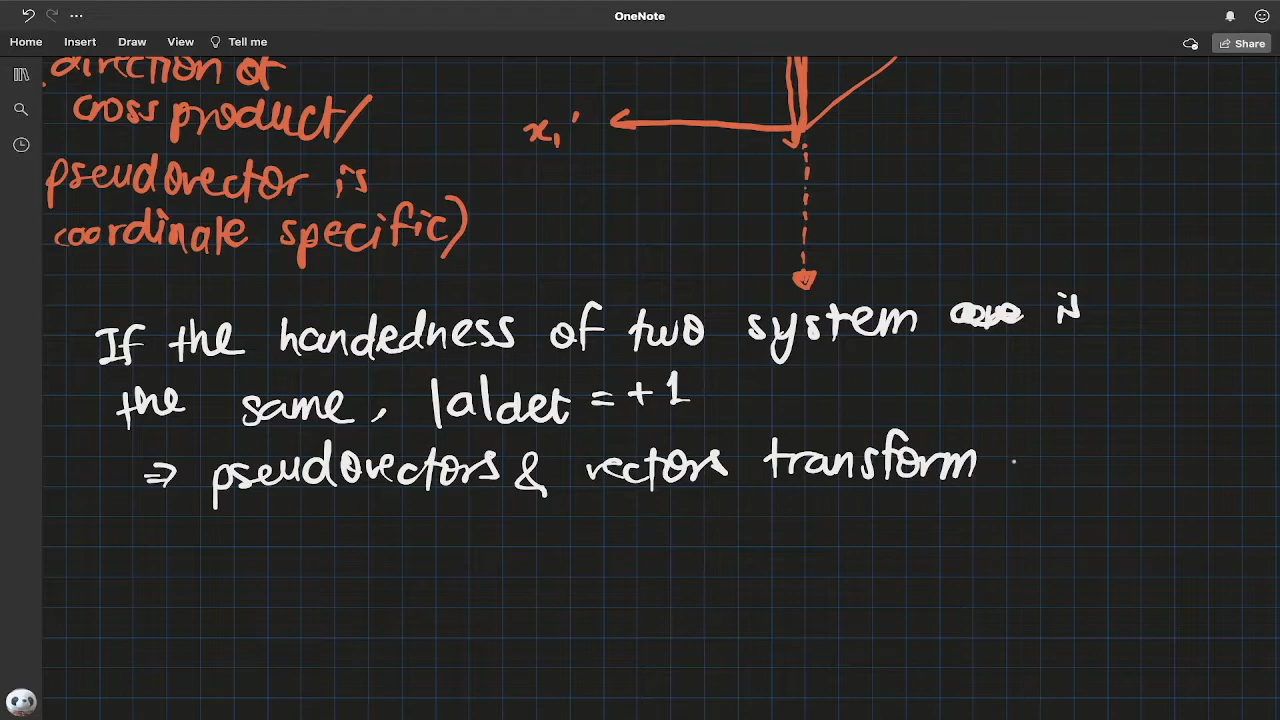 OneNote
Home Insert Draw View Tell me
Share
direction of
cross product/
pseudovector is
coordinate specific)
x₁'
If the handedness of two system is
the same, |a|det = +1
⇒ pseudovectors & vectors transform